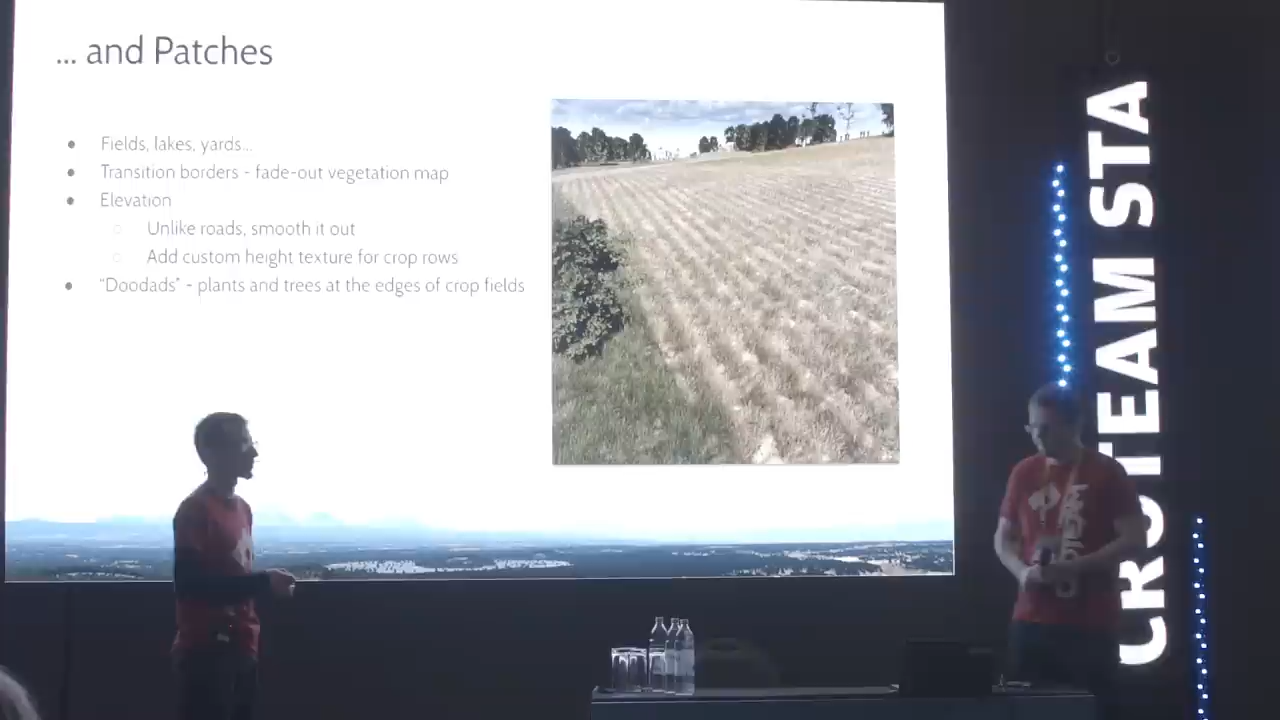 ... and Patches
Fields, lakes, yards...
Transition borders - fade-out vegetation map
Elevation
Unlike roads, smooth it out
Add custom height texture for crop rows
"Doodads" - plants and trees at the edges of crop fields
CROTEAM STA